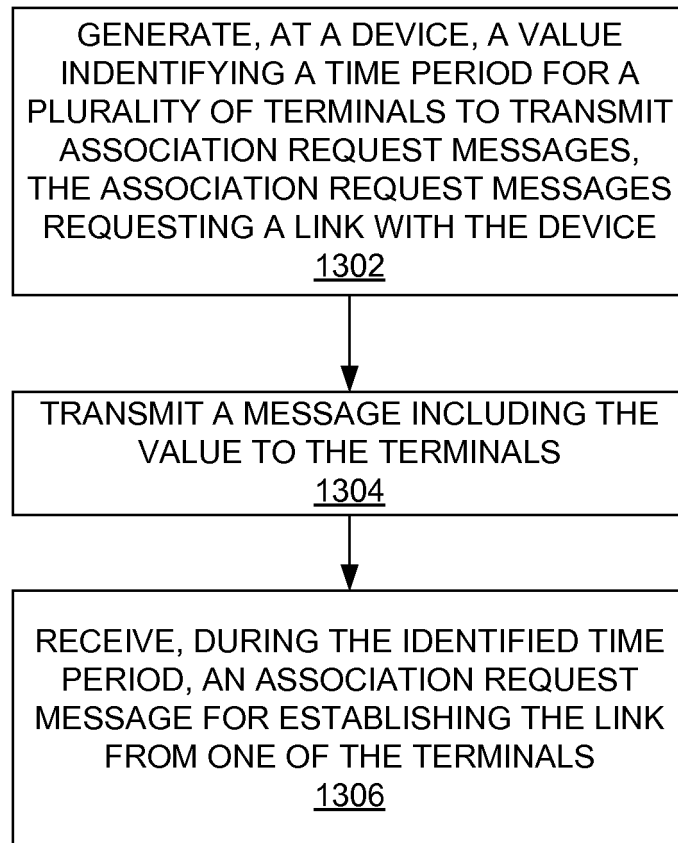 GENERATE, AT A DEVICE, A VALUE
INDENTIFYING A TIME PERIOD FOR A
PLURALITY OF TERMINALS TO TRANSMIT
ASSOCIATION REQUEST MESSAGES,
THE ASSOCIATION REQUEST MESSAGES
REQUESTING A LINK WITH THE DEVICE
1302
TRANSMIT A MESSAGE INCLUDING THE
VALUE TO THE TERMINALS
1304
RECEIVE, DURING THE IDENTIFIED TIME
PERIOD, AN ASSOCIATION REQUEST
MESSAGE FOR ESTABLISHING THE LINK
FROM ONE OF THE TERMINALS
1306